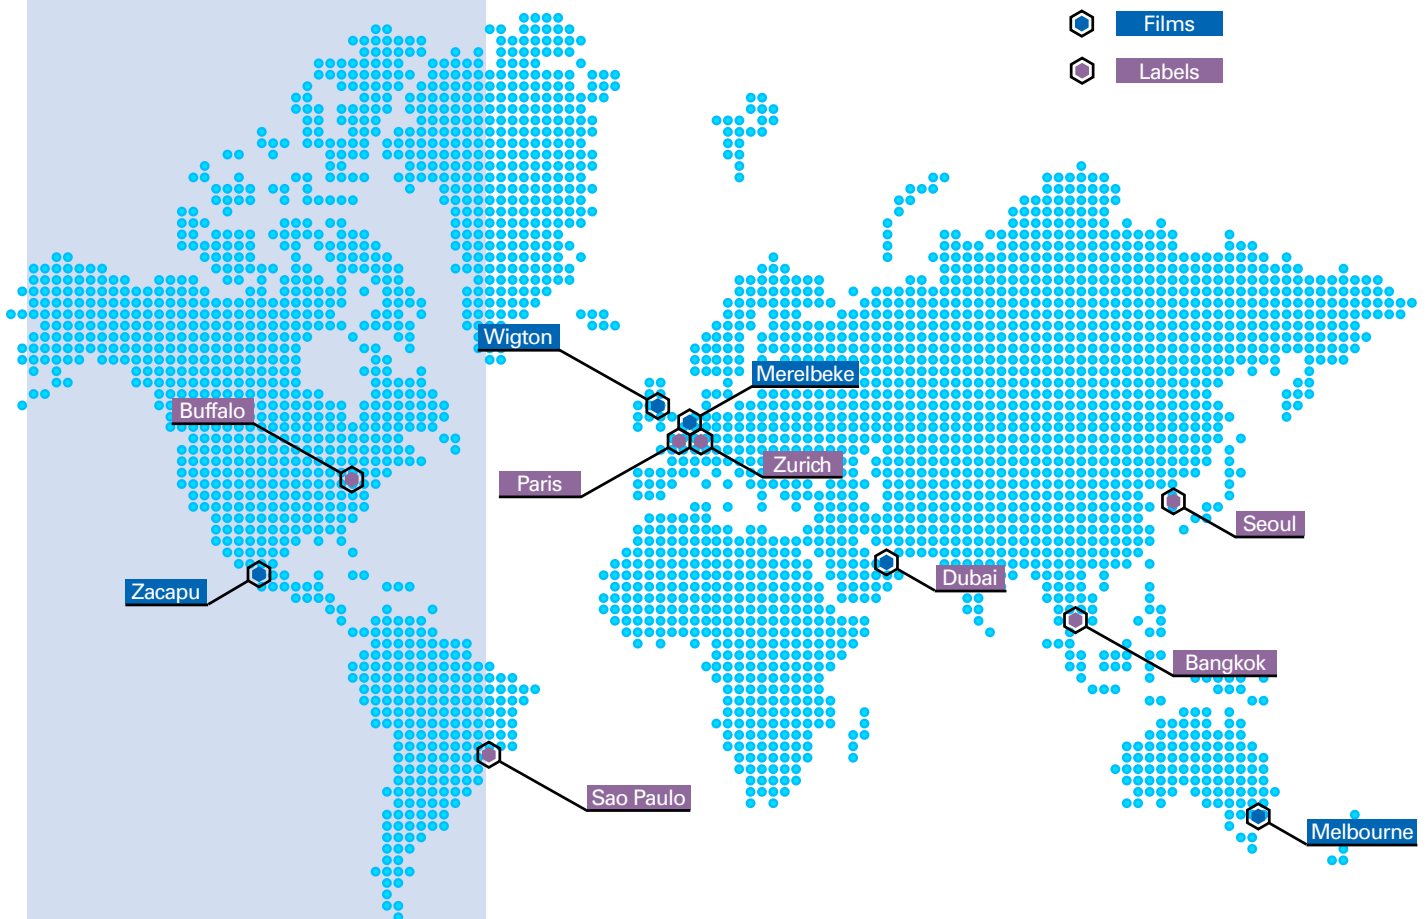 Films
Labels
Wigton
Merelbeke
Buffalo
Zurich
Paris
Seoul
Zacapu
Dubai
Bangkok
Sao Paulo
Melbourne